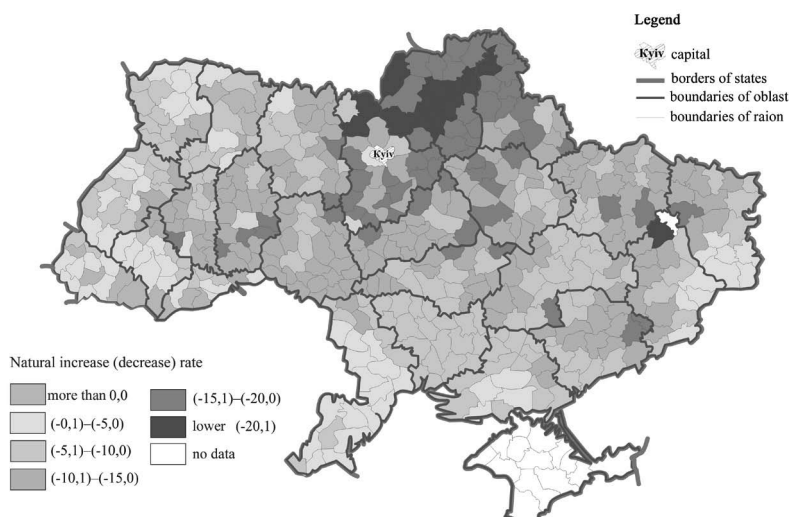 Legend
Kyiv capital
borders of states
boundaries of oblast
boundaries of raion
Kyiv
Natural increase (decrease) rate
more than 0,0
(-0,1)–(-5,0)
(-5,1)–(-10,0)
(-10,1)–(-15,0)
(-15,1)–(-20,0)
lower (-20,1)
no data